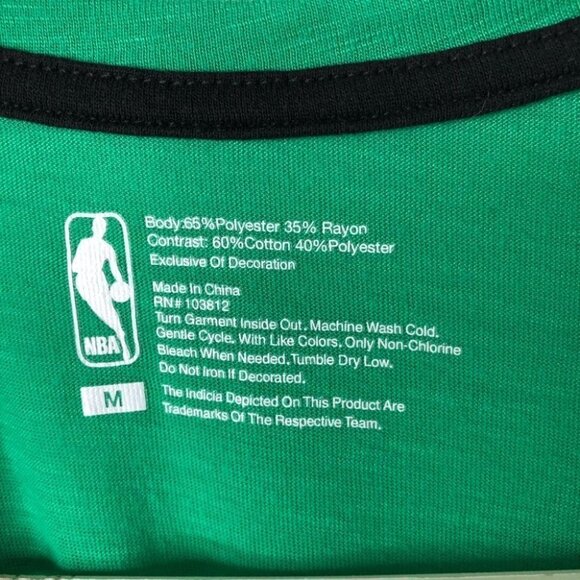 Body:65%Polyester 35% Rayon
Contrast: 60%Cotton 40%Polyester
Exclusive Of Decoration
Made In China
RN# 103812
Turn Garment Inside Out. Machine Wash Cold.
Gentle Cycle. With Like Colors. Only Non-Chlorine
Bleach When Needed. Tumble Dry Low.
Do Not Iron If Decorated.
The Indicia Depicted On This Product Are
Trademarks Of The Respective Team.
NBA
M